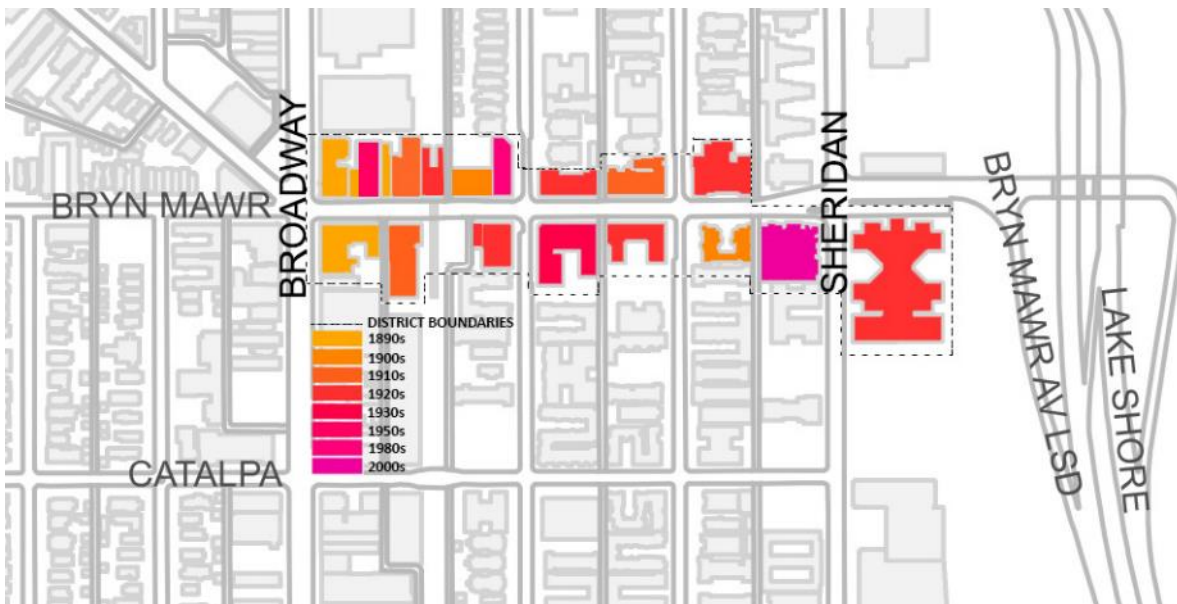 BRYN MAWR
BROADWAY
SHERIDAN
BRYN MAWR AV LSD
LAKE SHORE
DISTRICT BOUNDARIES
1890s
1900s
1910s
1920s
1930s
1950s
1980s
2000s
CATALPA